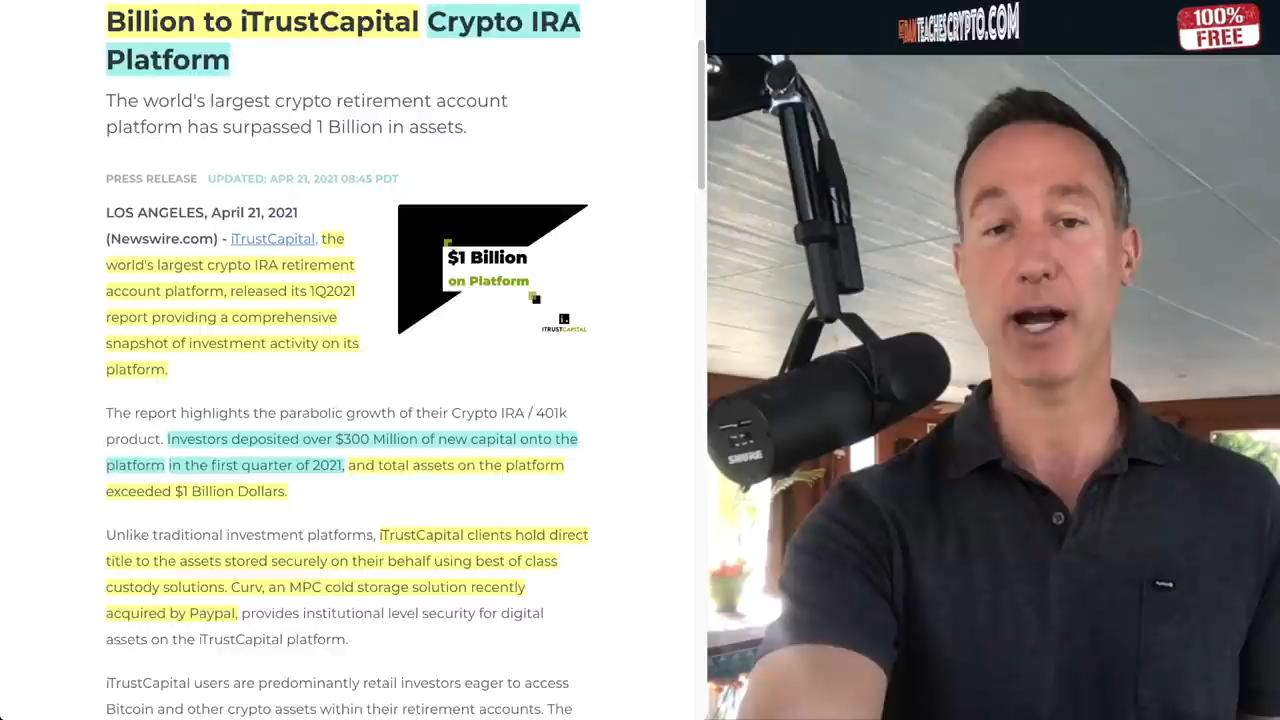 Billion to iTrustCapital Crypto IRA
Platform
The world's largest crypto retirement account
platform has surpassed 1 Billion in assets.
PRESS RELEASE UPDATED: APR 21, 2021 08:45 PDT
LOS ANGELES, April 21, 2021
(Newswire.com) - iTrustCapital, the
world's largest crypto IRA retirement
account platform, released its 1Q2021
report providing a comprehensive
snapshot of investment activity on its
platform.
$1 Billion
on Platform
i.
ITRUSTCAPITAL
The report highlights the parabolic growth of their Crypto IRA / 401k
product. Investors deposited over $300 Million of new capital onto the
platform in the first quarter of 2021, and total assets on the platform
exceeded $1 Billion Dollars.
Unlike traditional investment platforms, iTrustCapital clients hold direct
title to the assets stored securely on their behalf using best of class
custody solutions. Curv, an MPC cold storage solution recently
acquired by Paypal, provides institutional level security for digital
assets on the iTrustCapital platform.
iTrustCapital users are predominantly retail investors eager to access
Bitcoin and other crypto assets within their retirement accounts. The
DANTEACHESCRYPTO.COM
100%
FREE
SHURE